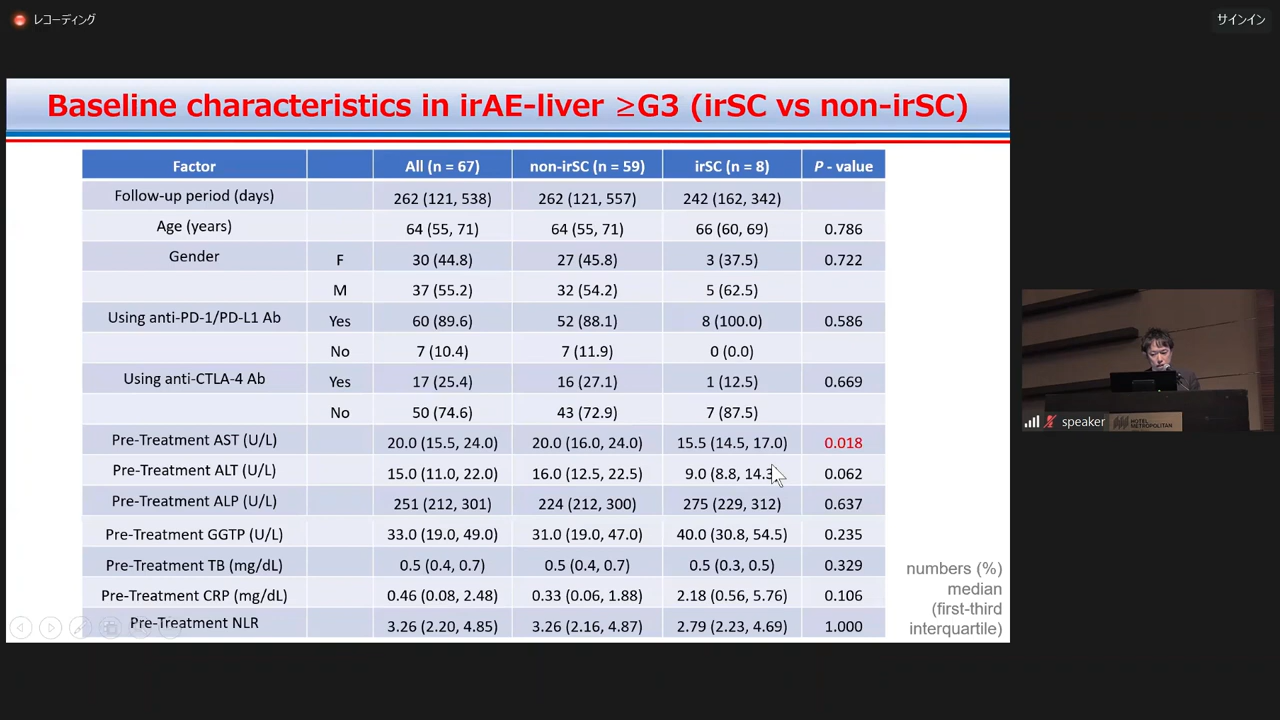 レコーディング
サインイン
Baseline characteristics in irAE-liver ≥G3 (irSC vs non-irSC)
Factor All (n = 67) non-irSC (n = 59) irSC (n = 8) P - value
Follow-up period (days) 262 (121, 538) 262 (121, 557) 242 (162, 342)
Age (years) 64 (55, 71) 64 (55, 71) 66 (60, 69) 0.786
Gender F 30 (44.8) 27 (45.8) 3 (37.5) 0.722
M 37 (55.2) 32 (54.2) 5 (62.5)
Using anti-PD-1/PD-L1 Ab Yes 60 (89.6) 52 (88.1) 8 (100.0) 0.586
No 7 (10.4) 7 (11.9) 0 (0.0)
Using anti-CTLA-4 Ab Yes 17 (25.4) 16 (27.1) 1 (12.5) 0.669
No 50 (74.6) 43 (72.9) 7 (87.5)
Pre-Treatment AST (U/L) 20.0 (15.5, 24.0) 20.0 (16.0, 24.0) 15.5 (14.5, 17.0) 0.018
Pre-Treatment ALT (U/L) 15.0 (11.0, 22.0) 16.0 (12.5, 22.5) 9.0 (8.8, 14.3) 0.062
Pre-Treatment ALP (U/L) 251 (212, 301) 224 (212, 300) 275 (229, 312) 0.637
Pre-Treatment GGTP (U/L) 33.0 (19.0, 49.0) 31.0 (19.0, 47.0) 40.0 (30.8, 54.5) 0.235
Pre-Treatment TB (mg/dL) 0.5 (0.4, 0.7) 0.5 (0.4, 0.7) 0.5 (0.3, 0.5) 0.329
Pre-Treatment CRP (mg/dL) 0.46 (0.08, 2.48) 0.33 (0.06, 1.88) 2.18 (0.56, 5.76) 0.106
Pre-Treatment NLR 3.26 (2.20, 4.85) 3.26 (2.16, 4.87) 2.79 (2.23, 4.69) 1.000
numbers (%)
median
(first-third
interquartile)
speaker
HOTEL
METROPOLITAN